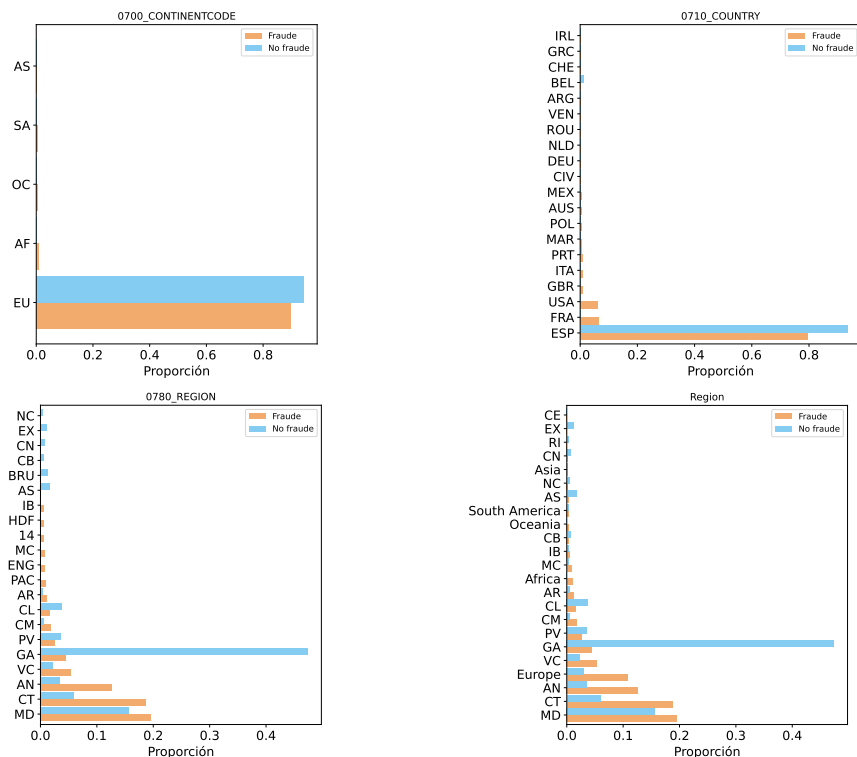 0700_CONTINENTCODE
Fraude
No fraude
AS
SA
OC
AF
EU
0.0 0.2 0.4 0.6 0.8
Proporción
0710_COUNTRY
Fraude
No fraude
IRL
GRC
CHE
BEL
ARG
VEN
ROU
NLD
DEU
CIV
MEX
AUS
POL
MAR
PRT
ITA
GBR
USA
FRA
ESP
0.0 0.2 0.4 0.6 0.8
Proporción
0780_REGION
Fraude
No fraude
NC
EX
CN
CB
BRU
AS
IB
HDF
14
MC
ENG
PAC
AR
CL
CM
PV
GA
VC
AN
CT
MD
0.0 0.1 0.2 0.3 0.4
Proporción
Region
Fraude
No fraude
CE
EX
RI
CN
Asia
NC
AS
South America
Oceania
CB
IB
MC
Africa
AR
CL
CM
PV
GA
VC
Europe
AN
CT
MD
0.0 0.1 0.2 0.3 0.4
Proporción